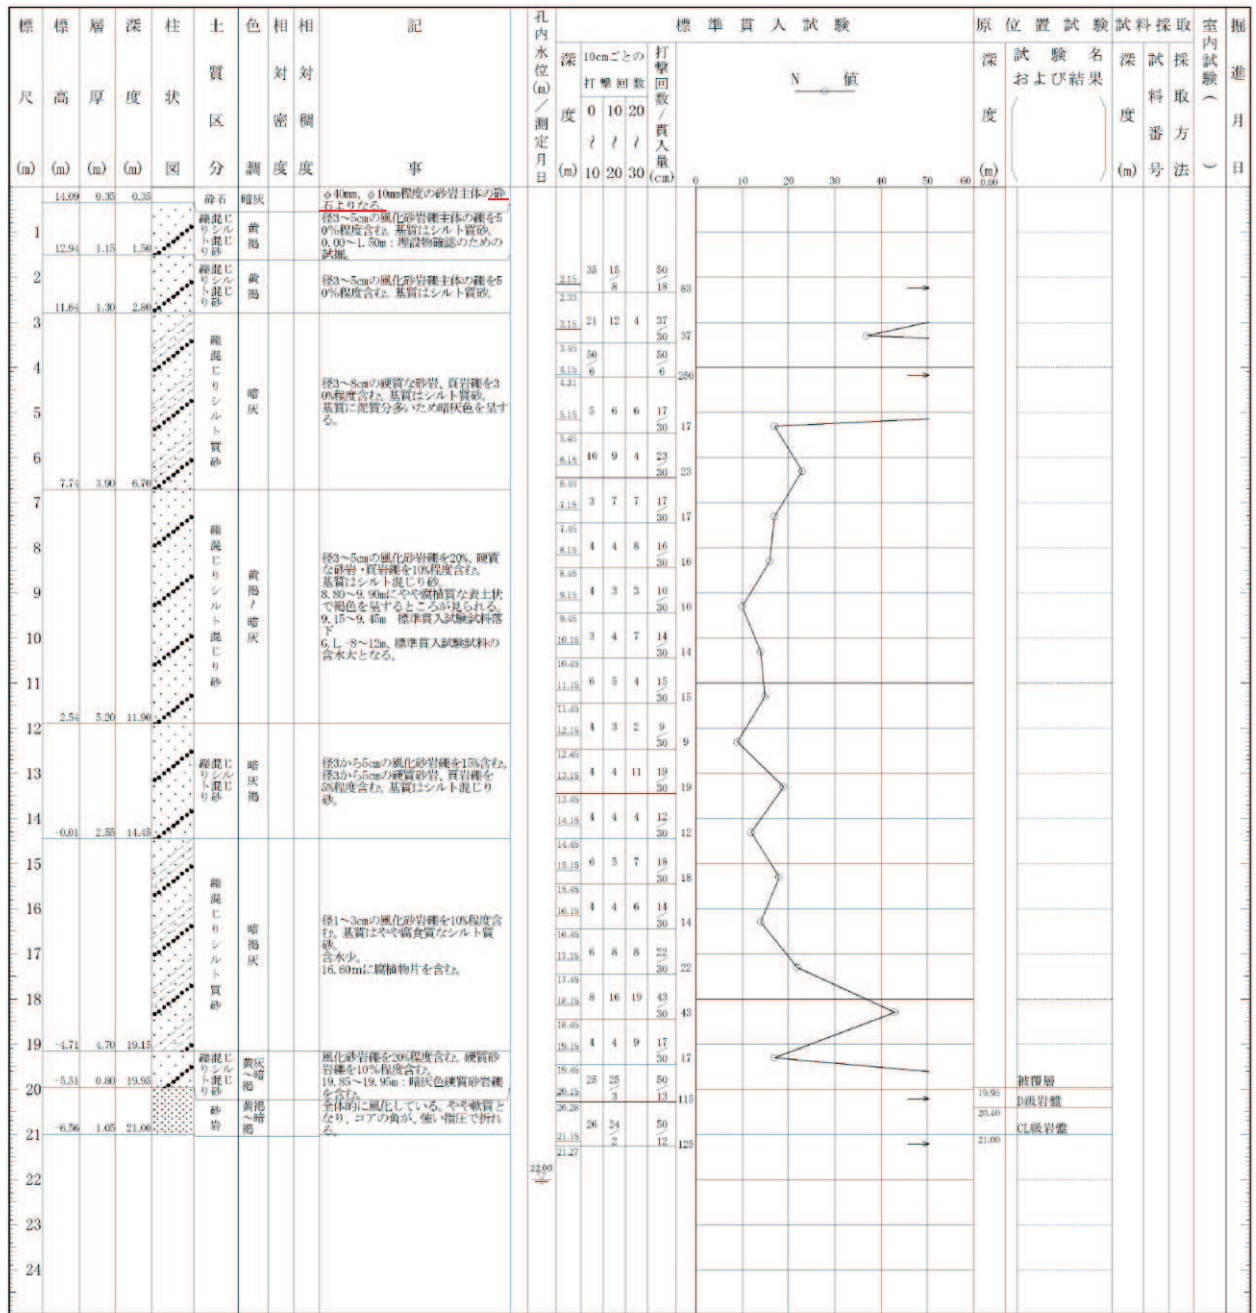 標尺(m)
標高(m)
層厚(m)
深度(m)
柱状図
土質区分
色調
相対密度
相対稠度
記事
孔内水位(m)/測定月日
標準貫入試験
深度(m)
10cmごとの打撃回数
0~10
10~20
20~30
打撃回数/貫入量(cm)
N 値
0 10 20 30 40 50 60
原位置試験
深度(m)
試験名および結果
試料採取
深度(m)
試料番号
採取方法
室内試験( )
掘進月日
0.00
14.09 0.35 0.35 砕石 暗灰
φ40mm、φ10mm程度の砂岩主体の砕
石よりなる。
1
12.94 1.15 1.50 礫混じりシルト混じり砂 黄褐
径3~5cmの風化砂岩礫主体の礫を5
0%程度含む。基質はシルト質砂。
0.00~1.50m:埋設物確認のための
試掘。
2
11.64 1.30 2.80 礫混じりシルト混じり砂 黄褐
径3~5cmの風化砂岩礫主体の礫を5
0%程度含む。基質はシルト質砂。
2.15 35 15/8 50/18 83
2.33
3
3.15 21 12 4 37/30 37
3.45
4
4.15 50/6 50/6 250
4.21
7.74 3.90 6.70 礫混じりシルト質砂 暗灰
径3~8cmの硬質な砂岩、頁岩礫を3
0%程度含む。基質はシルト質砂。
基質に泥質分多いため暗灰色を呈す
る。
5
5.15 5 6 6 17/30 17
5.45
6
6.15 10 9 4 23/30 23
6.45
7
7.15 3 7 7 17/30 17
7.45
8
8.15 4 4 8 16/30 16
8.45
2.54 5.20 11.90 礫混じりシルト混じり砂 黄褐~暗灰
径3~5cmの風化砂岩礫を20%、硬質
な砂岩・頁岩礫を10%程度含む。
基質はシルト混じり砂。
8.80~9.90mにやや腐植質な表土状
で褐色を呈するところが見られる。
9.15~9.45m 標準貫入試験試料落
下
G.L.-8~12m、標準貫入試験試料の
含水大となる。
9
9.15 4 3 3 10/30 10
9.45
10
10.15 3 4 7 14/30 14
10.45
11
11.15 6 5 4 15/30 15
11.45
12
12.15 4 3 2 9/30 9
12.45
-0.01 2.55 14.45 礫混じりシルト混じり砂 暗灰褐
径3から5cmの風化砂岩礫を15%含む。
径3から5cmの硬質砂岩、頁岩礫を
5%程度含む。基質はシルト混じり
砂。
13
13.15 4 4 11 19/30 19
13.45
14
14.15 4 4 4 12/30 12
14.45
15
15.15 6 5 7 18/30 18
15.45
16
16.15 4 4 6 14/30 14
16.45
-4.71 4.70 19.15 礫混じりシルト質砂 暗褐灰
径1~3cmの風化砂岩礫を10%程度含
む。基質はやや腐食質なシルト質
砂。
含水少。
16.60mに腐植物片を含む。
17
17.15 6 8 8 22/30 22
17.45
18
18.15 8 16 19 43/30 43
18.45
19
19.15 4 4 9 17/30 17
19.45
-5.51 0.80 19.95 礫混じりシルト混じり砂 黄灰~暗褐
風化砂岩礫を20%程度含む。硬質砂
岩礫を10%程度含む。
19.85~19.95m:暗灰色硬質砂岩礫
を含む。
被覆層
19.95
20
20.15 25 25/3 50/13 115
20.28
D級岩盤
20.40
-6.56 1.05 21.00 砂岩 黄褐~暗褐
全体的に風化している。やや軟質と
なり、コアの角が、強い指圧で折れ
る。
CL級岩盤
21.00
21
21.15 26 24/2 50/12 125
21.27
22.00
22
23
24